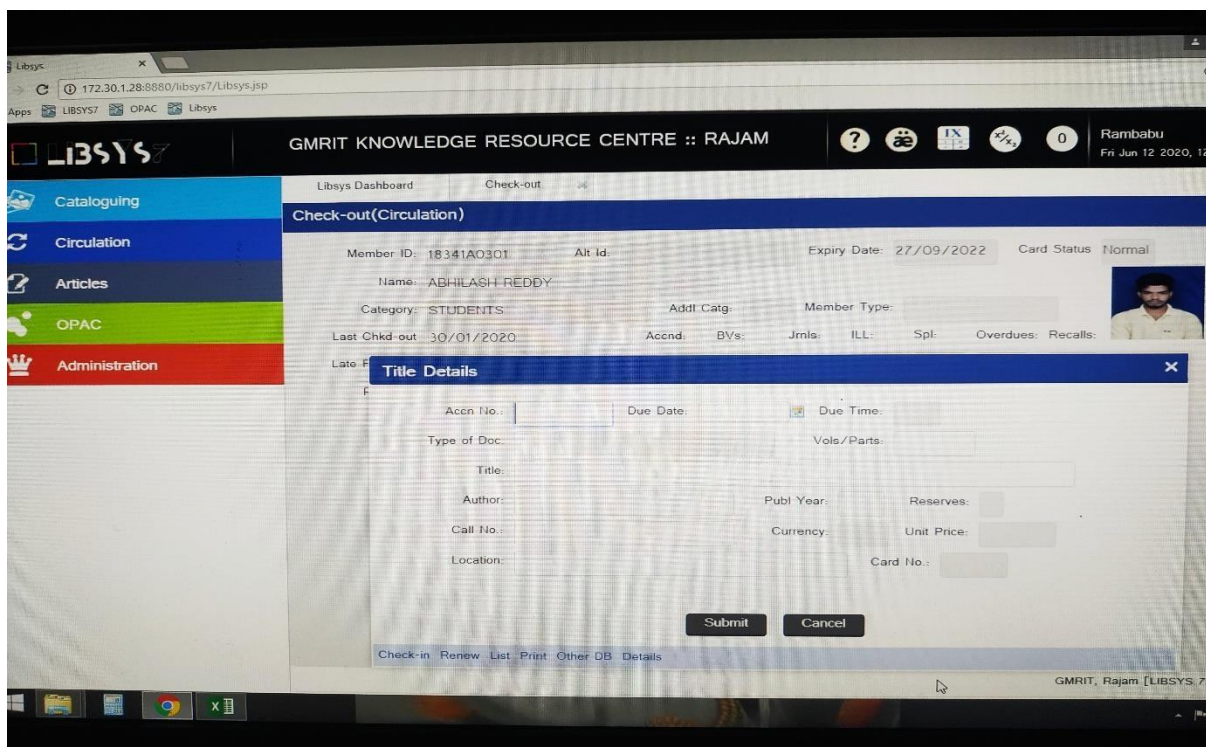 Libsys
172.30.1.28:8880/libsys7/Libsys.jsp
Apps LIBSYS7 OPAC Libsys
LIBSYS7 GMRIT KNOWLEDGE RESOURCE CENTRE :: RAJAM ? æ IX 0 Rambabu
Fri Jun 12 2020, 12
Cataloguing
Circulation
Articles
OPAC
Administration
Libsys Dashboard Check-out
Check-out(Circulation)
Member ID: 18341A0301 Alt Id: Expiry Date: 27/09/2022 Card Status Normal
Name: ABHILASH REDDY
Category: STUDENTS Addl Catg: Member Type:
Last Chkd-out 30/01/2020 Accnd: BVs: Jrnls: ILL: Spl: Overdues: Recalls:
Late F
Title Details
Accn No.: Due Date: Due Time:
Type of Doc Vols/Parts:
Title:
Author: Publ Year: Reserves:
Call No.: Currency: Unit Price:
Location: Card No.:
Submit Cancel
Check-in Renew List Print Other DB Details
GMRIT, Rajam [LIBSYS 7